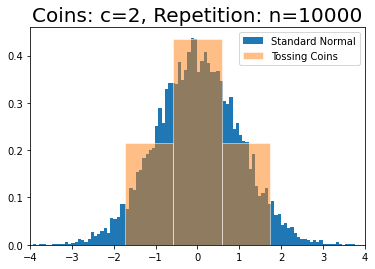 Coins: c=2, Repetition: n=10000
Standard Normal
Tossing Coins
0.4
0.3
0.2
0.1
0.0
−4 −3 −2 −1 0 1 2 3 4